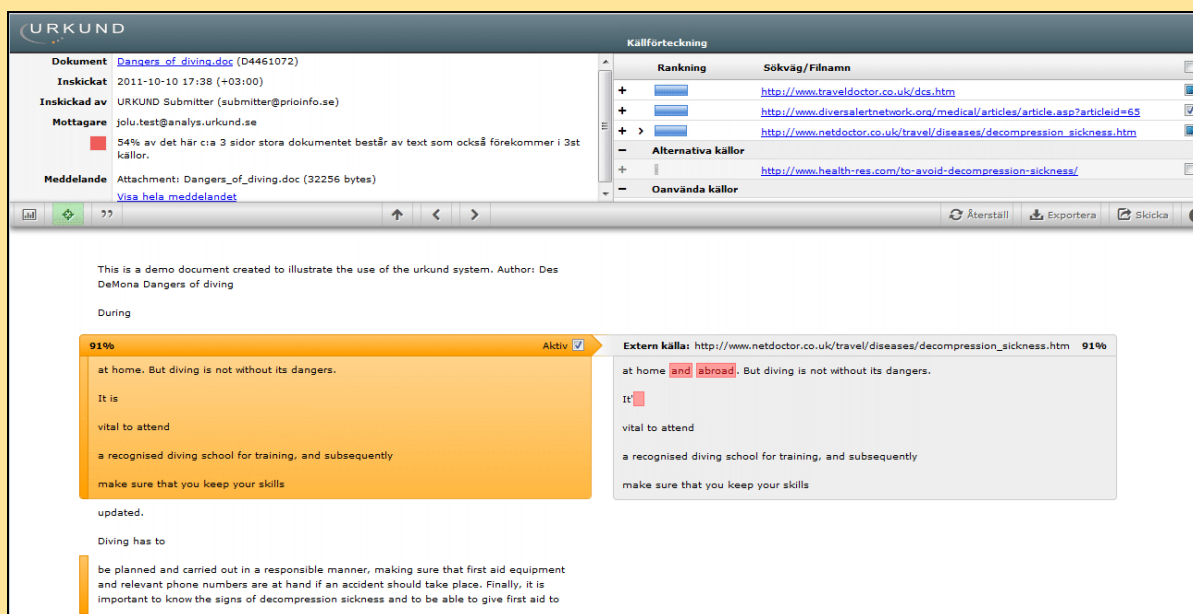 URKUND
Dokument Dangers_of_diving.doc (D4461072)
Inskickat 2011-10-10 17:38 (+03:00)
Inskickad av URKUND Submitter (submitter@prioinfo.se)
Mottagare jolu.test@analys.urkund.se
54% av det här c:a 3 sidor stora dokumentet består av text som också förekommer i 3st
källor.
Meddelande Attachment: Dangers_of_diving.doc (32256 bytes)
Visa hela meddelandet
Källförteckning
Rankning Sökväg/Filnamn
http://www.traveldoctor.co.uk/dcs.htm
http://www.diversalertnetwork.org/medical/articles/article.asp?articleid=65
http://www.netdoctor.co.uk/travel/diseases/decompression_sickness.htm
Alternativa källor
http://www.health-res.com/to-avoid-decompression-sickness/
Oanvända källor
Återställ Exportera Skicka
This is a demo document created to illustrate the use of the urkund system. Author: Des
DeMona Dangers of diving
During
91% Aktiv
at home. But diving is not without its dangers.
It is
vital to attend
a recognised diving school for training, and subsequently
make sure that you keep your skills
Extern källa: http://www.netdoctor.co.uk/travel/diseases/decompression_sickness.htm 91%
at home and abroad. But diving is not without its dangers.
It'
vital to attend
a recognised diving school for training, and subsequently
make sure that you keep your skills
updated.
Diving has to
be planned and carried out in a responsible manner, making sure that first aid equipment
and relevant phone numbers are at hand if an accident should take place. Finally, it is
important to know the signs of decompression sickness and to be able to give first aid to